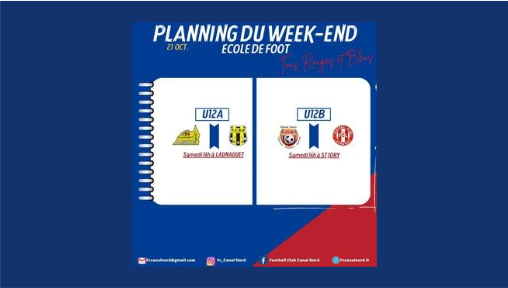 PLANNING DU WEEK-END
21 OCT.
ECOLE DE FOOT
Tous Rouges et Bleus
U12A
U12B
Samedi 16h à LAUNAGUET
Samedi 14h à ST JORY
fccanalnord@gmail.com
Fc_Canal Nord
Football Club Canal Nord
fccanalnord.fr